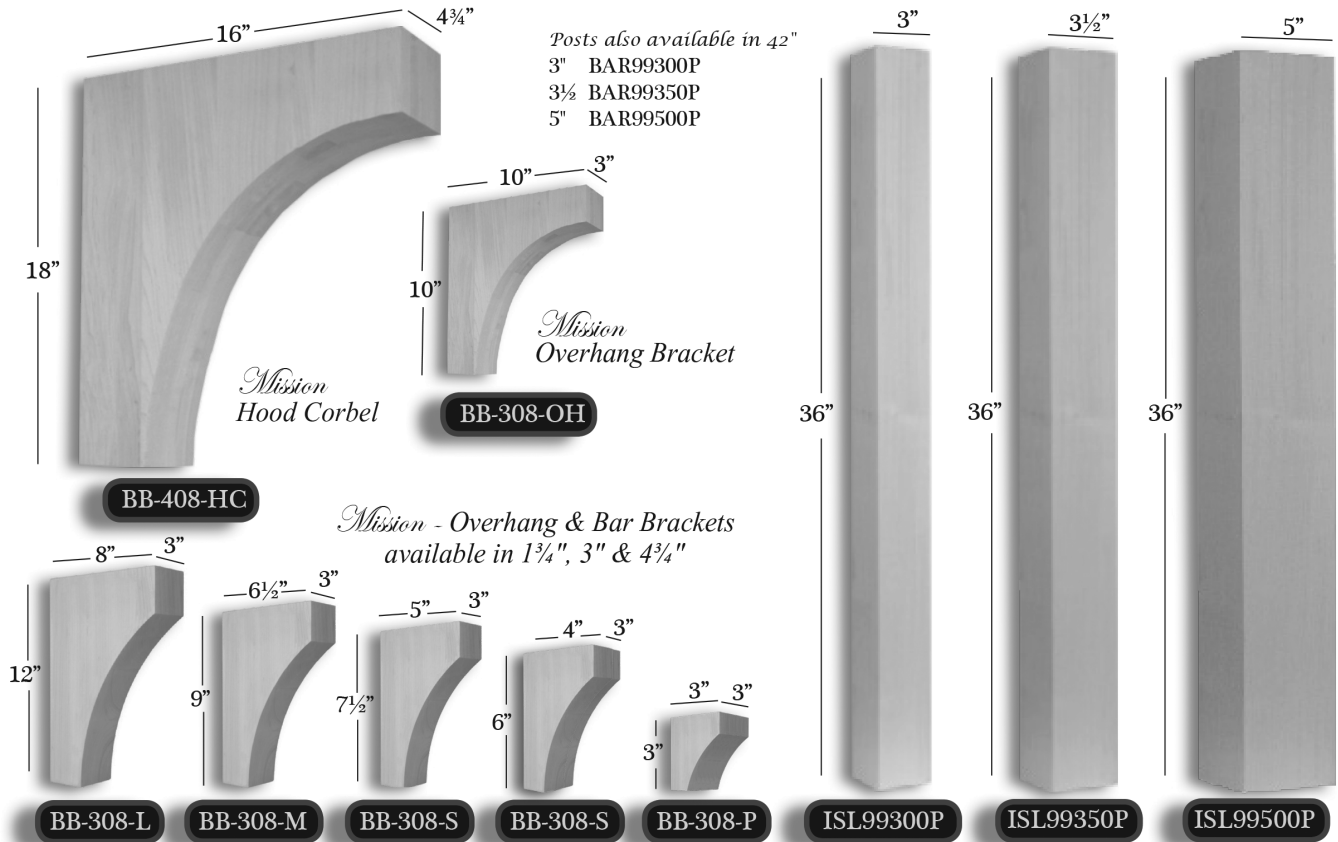 16” 4¾”
18”
Mission
Hood Corbel
BB-408-HC
Posts also available in 42"
3" BAR99300P
3½ BAR99350P
5" BAR99500P
10” 3”
10”
Mission
Overhang Bracket
BB-308-OH
Mission - Overhang & Bar Brackets
available in 1¾", 3" & 4¾"
8” 3”
12”
BB-308-L
6½” 3”
9”
BB-308-M
5” 3”
7½”
BB-308-S
4” 3”
6”
BB-308-S
3” 3”
3”
BB-308-P
3”
36”
ISL99300P
3½”
36”
ISL99350P
5”
36”
ISL99500P